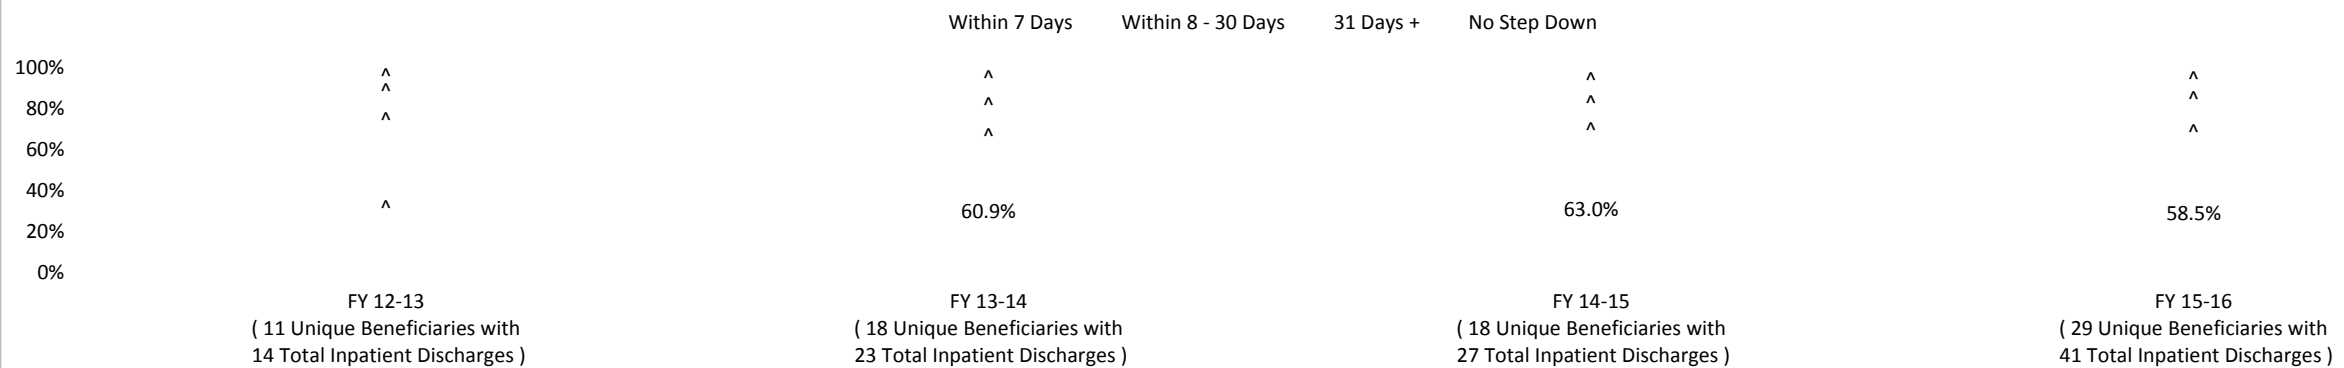 Within 7 Days Within 8 - 30 Days 31 Days + No Step Down
100%
80%
60%
40%
20%
0%
^ ^ ^ ^
^ ^ ^ ^
^ ^ ^ ^
^ 60.9% 63.0% 58.5%
FY 12-13 FY 13-14 FY 14-15 FY 15-16
( 11 Unique Beneficiaries with ( 18 Unique Beneficiaries with ( 18 Unique Beneficiaries with ( 29 Unique Beneficiaries with
14 Total Inpatient Discharges ) 23 Total Inpatient Discharges ) 27 Total Inpatient Discharges ) 41 Total Inpatient Discharges )